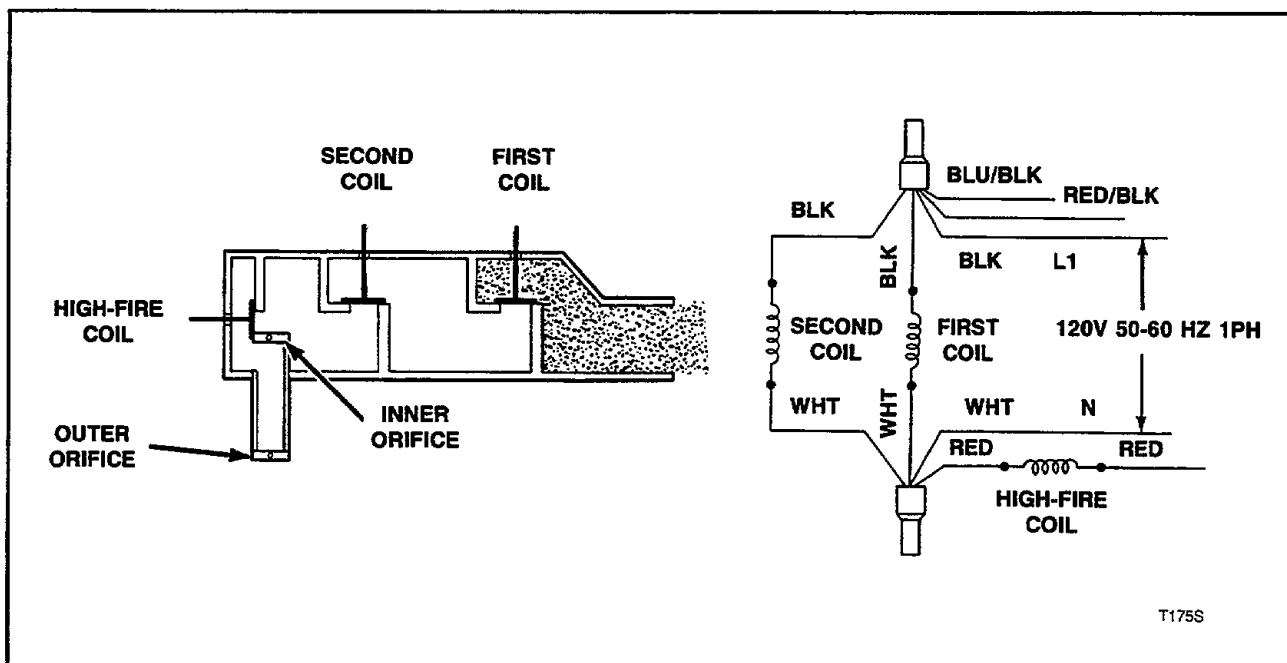 SECOND
COIL
FIRST
COIL
HIGH-FIRE
COIL
OUTER
ORIFICE
INNER
ORIFICE
BLU/BLK
RED/BLK
BLK
BLK
BLK L1
SECOND
COIL
FIRST
COIL
120V 50-60 HZ 1PH
WHT
WHT
WHT N
RED
RED
HIGH-FIRE
COIL
T175S